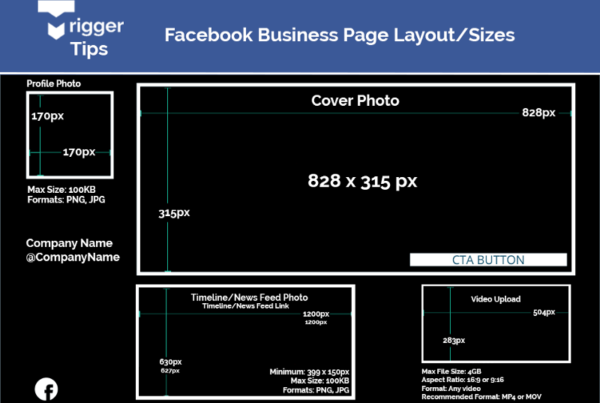 Trigger
Tips
Facebook Business Page Layout/Sizes
Profile Photo
170px
170px
Max Size: 100KB
Formats: PNG, JPG
Company Name
@CompanyName
Cover Photo
828px
828 x 315 px
315px
CTA BUTTON
Timeline/News Feed Photo
Timeline/News Feed Link
1200px
1200px
630px
627px
Minimum: 399 x 150px
Max Size: 100KB
Formats: PNG, JPG
Video Upload
504px
283px
Max File Size: 4GB
Aspect Ratio: 16:9 or 9:16
Format: Any video
Recommended Format: MP4 or MOV
f